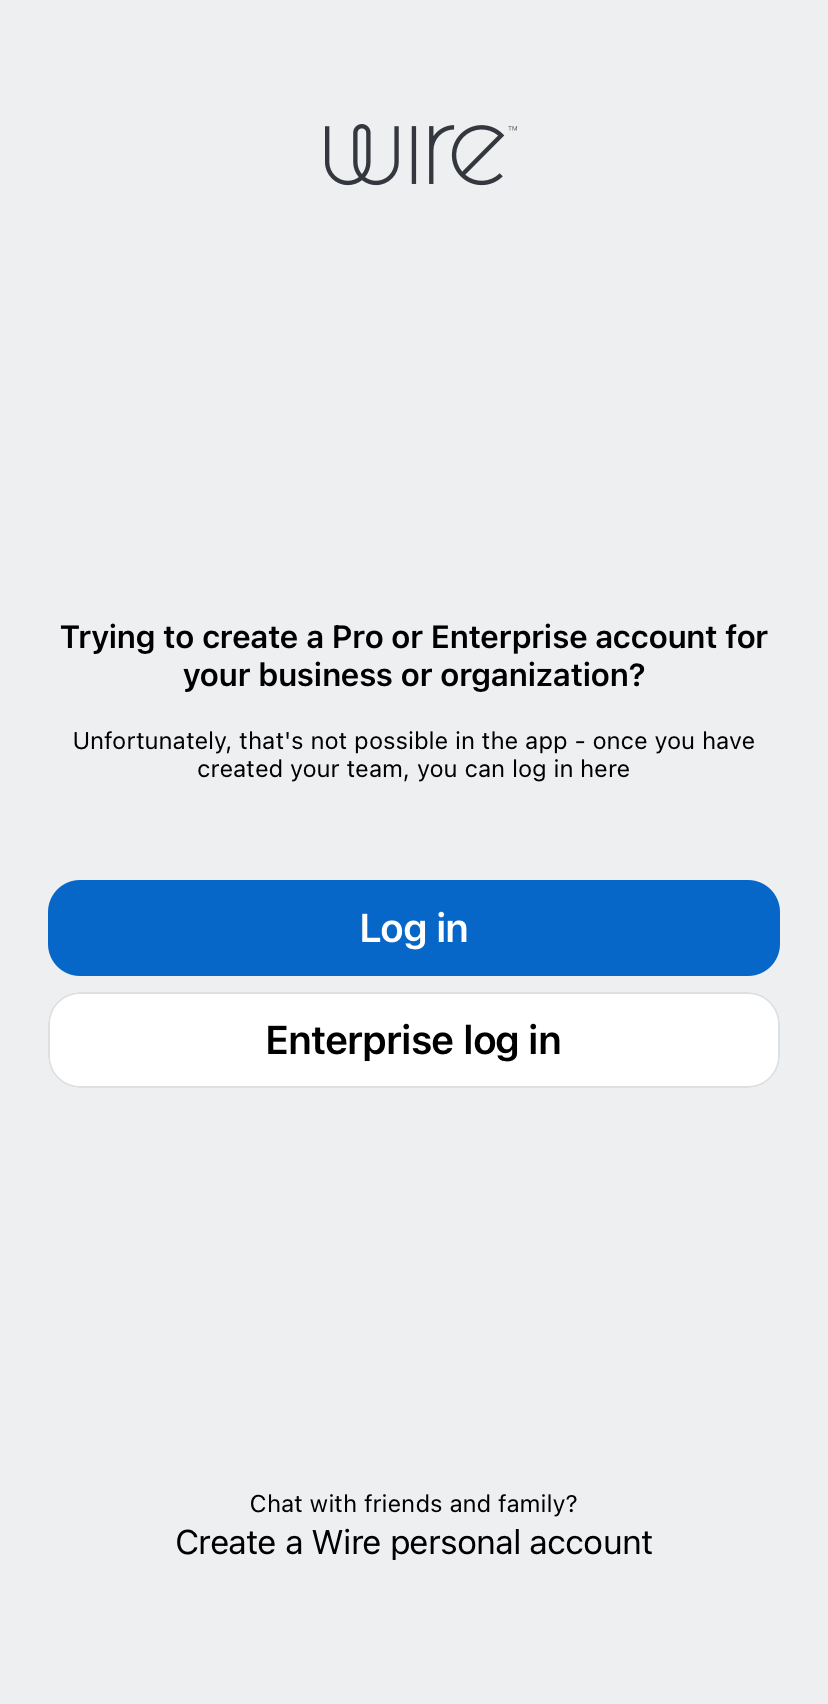 wire™
Trying to create a Pro or Enterprise account for
your business or organization?
Unfortunately, that's not possible in the app - once you have
created your team, you can log in here
Log in
Enterprise log in
Chat with friends and family?
Create a Wire personal account